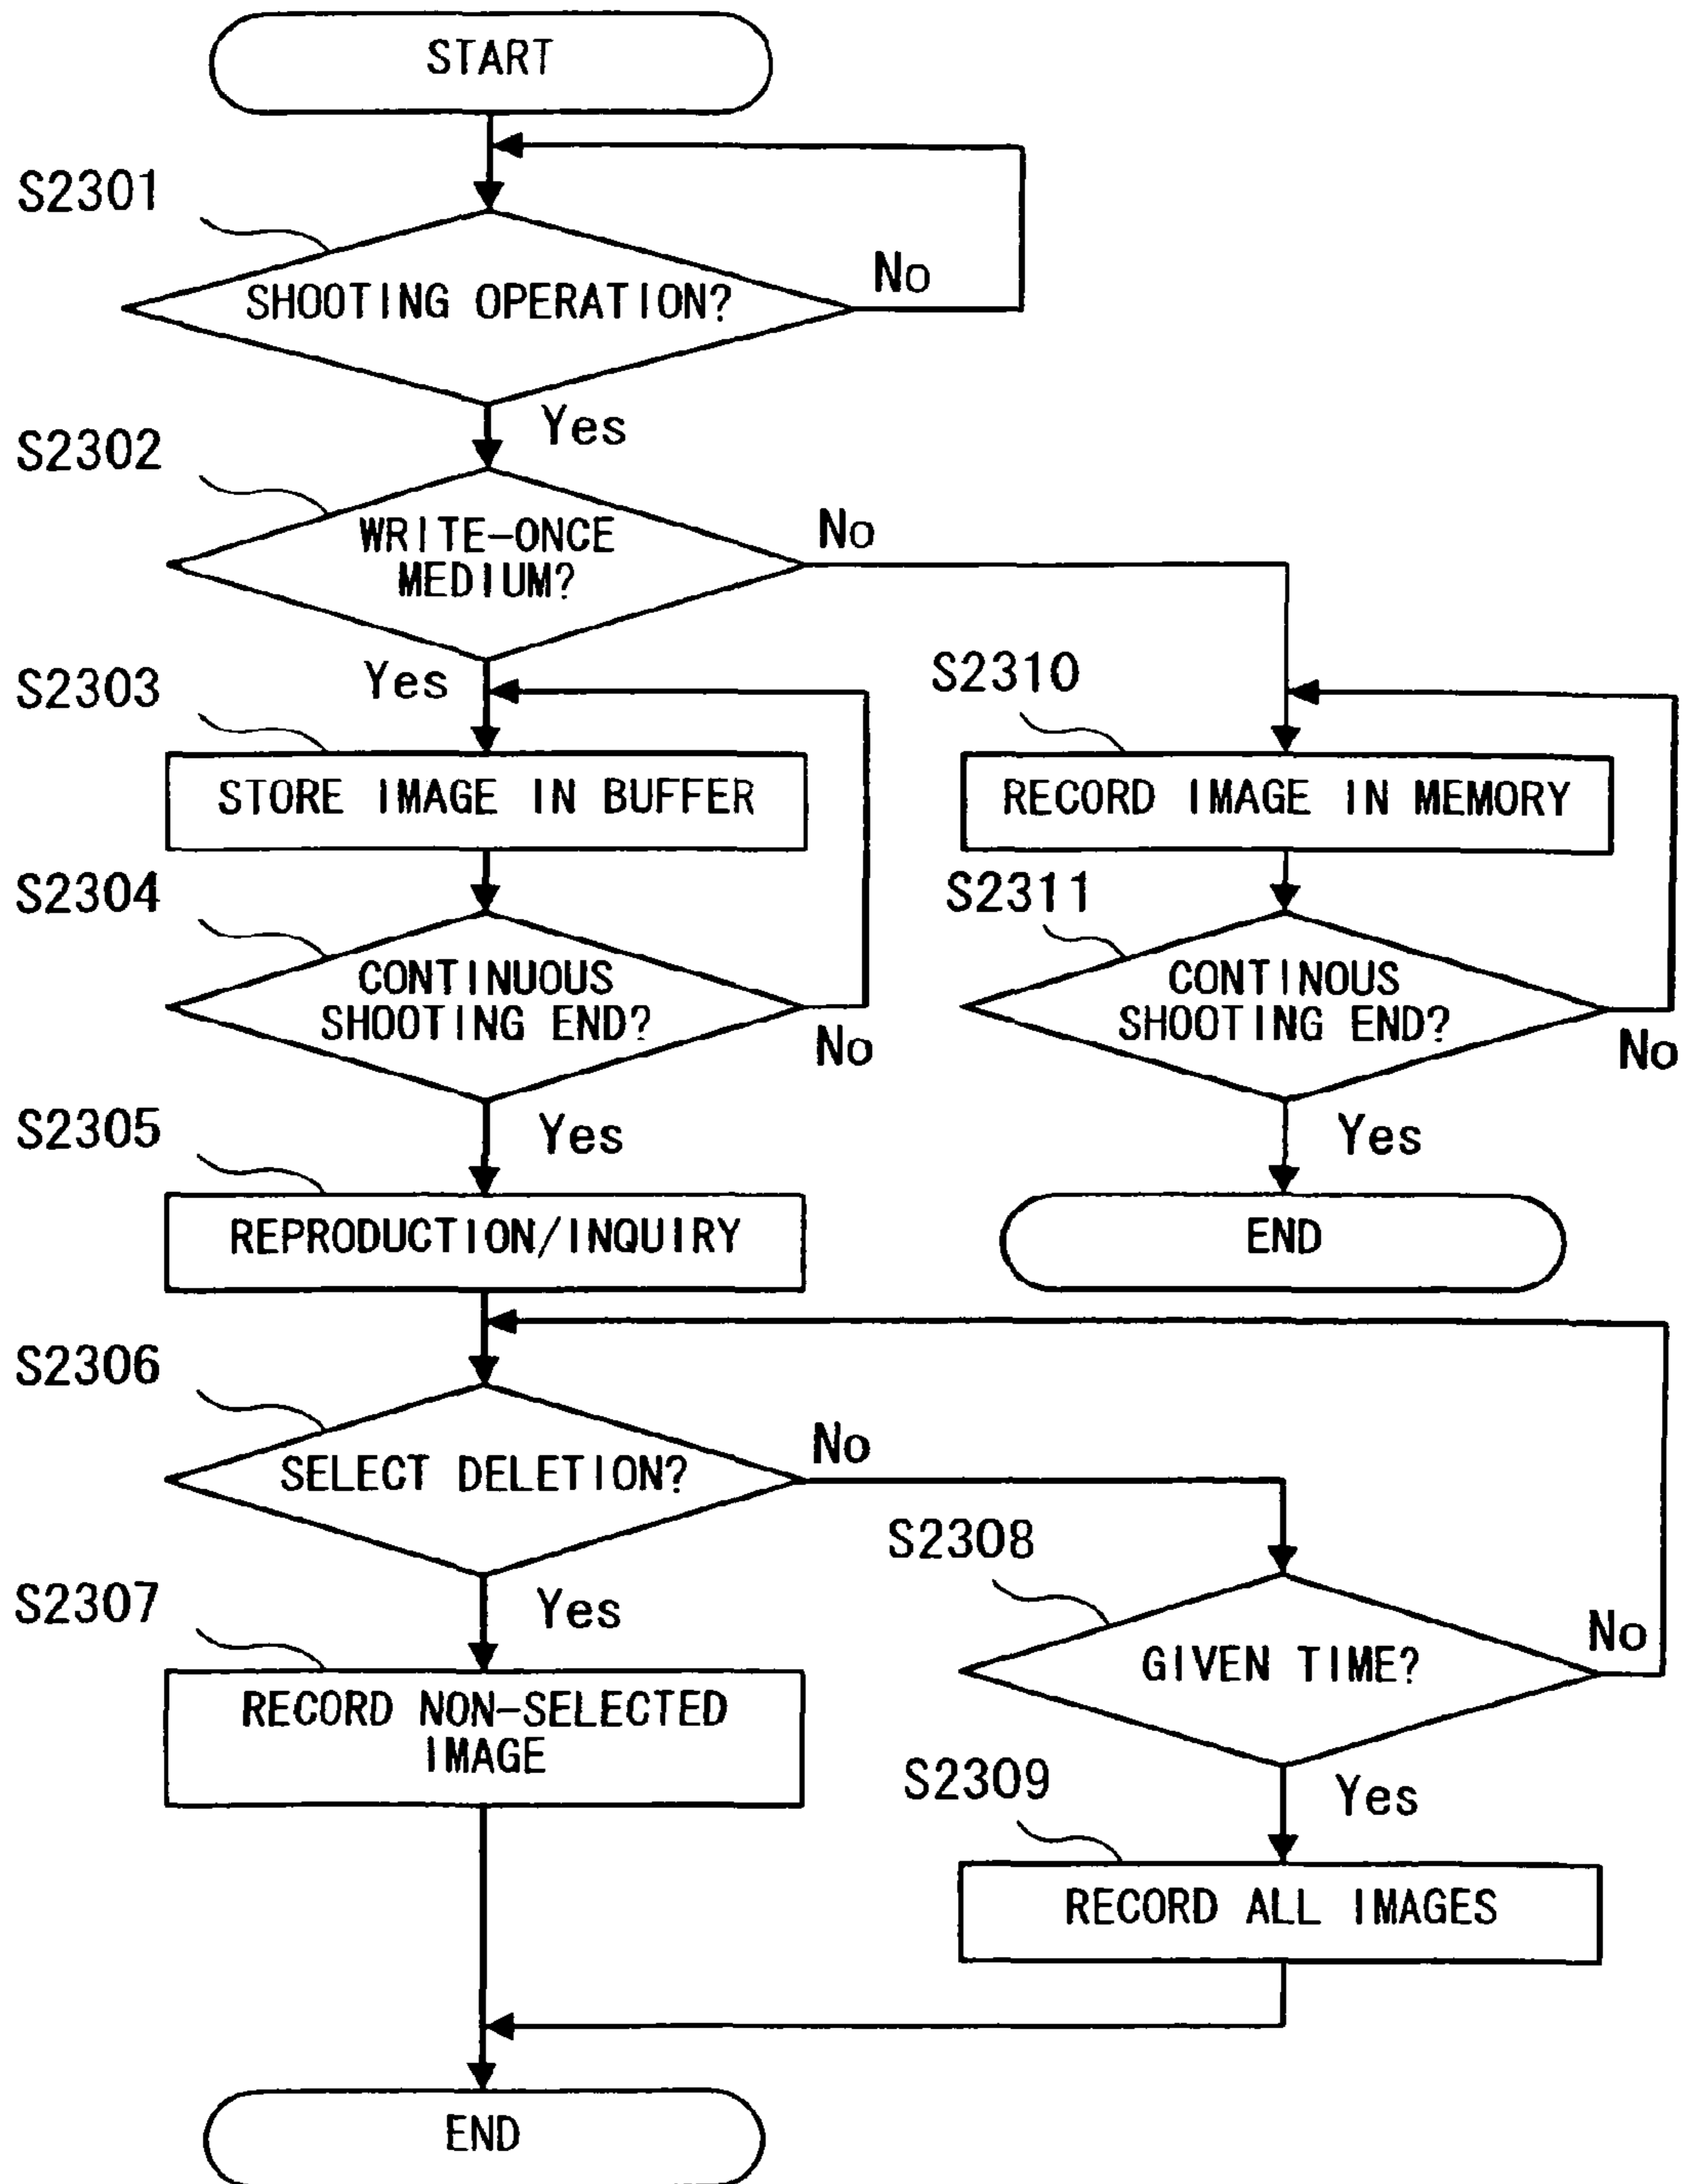 START
S2301
No
SHOOTING OPERATION?
Yes
S2302
WRITE-ONCE
MEDIUM?
No
Yes
S2303
STORE IMAGE IN BUFFER
S2310
RECORD IMAGE IN MEMORY
S2304
CONTINUOUS
SHOOTING END?
No
S2311
CONTINOUS
SHOOTING END?
No
Yes
Yes
S2305
REPRODUCTION/INQUIRY
END
S2306
SELECT DELETION?
No
Yes
S2307
RECORD NON-SELECTED
IMAGE
S2308
GIVEN TIME?
No
Yes
S2309
RECORD ALL IMAGES
END